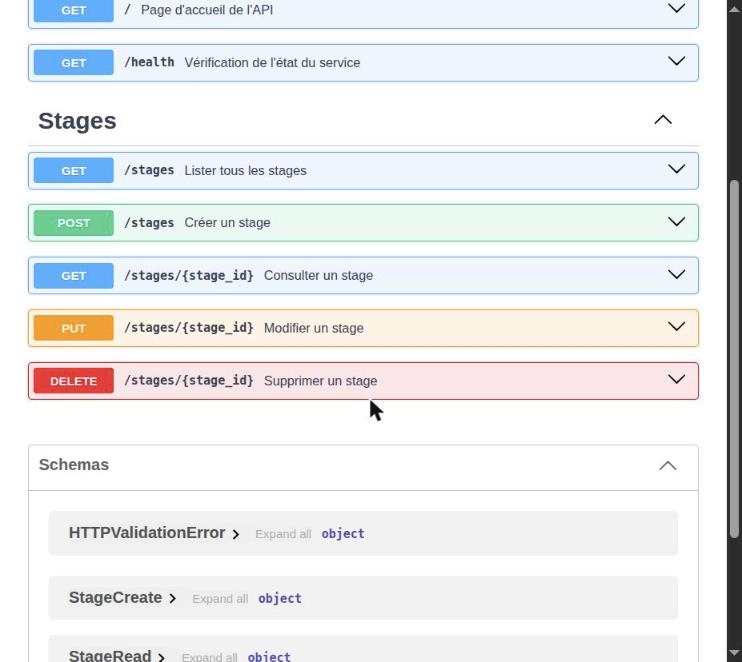 GET / Page d'accueil de l'API
GET /health Vérification de l'état du service
Stages
GET /stages Lister tous les stages
POST /stages Créer un stage
GET /stages/{stage_id} Consulter un stage
PUT /stages/{stage_id} Modifier un stage
DELETE /stages/{stage_id} Supprimer un stage
Schemas
HTTPValidationError Expand all object
StageCreate Expand all object
StageRead Expand all object